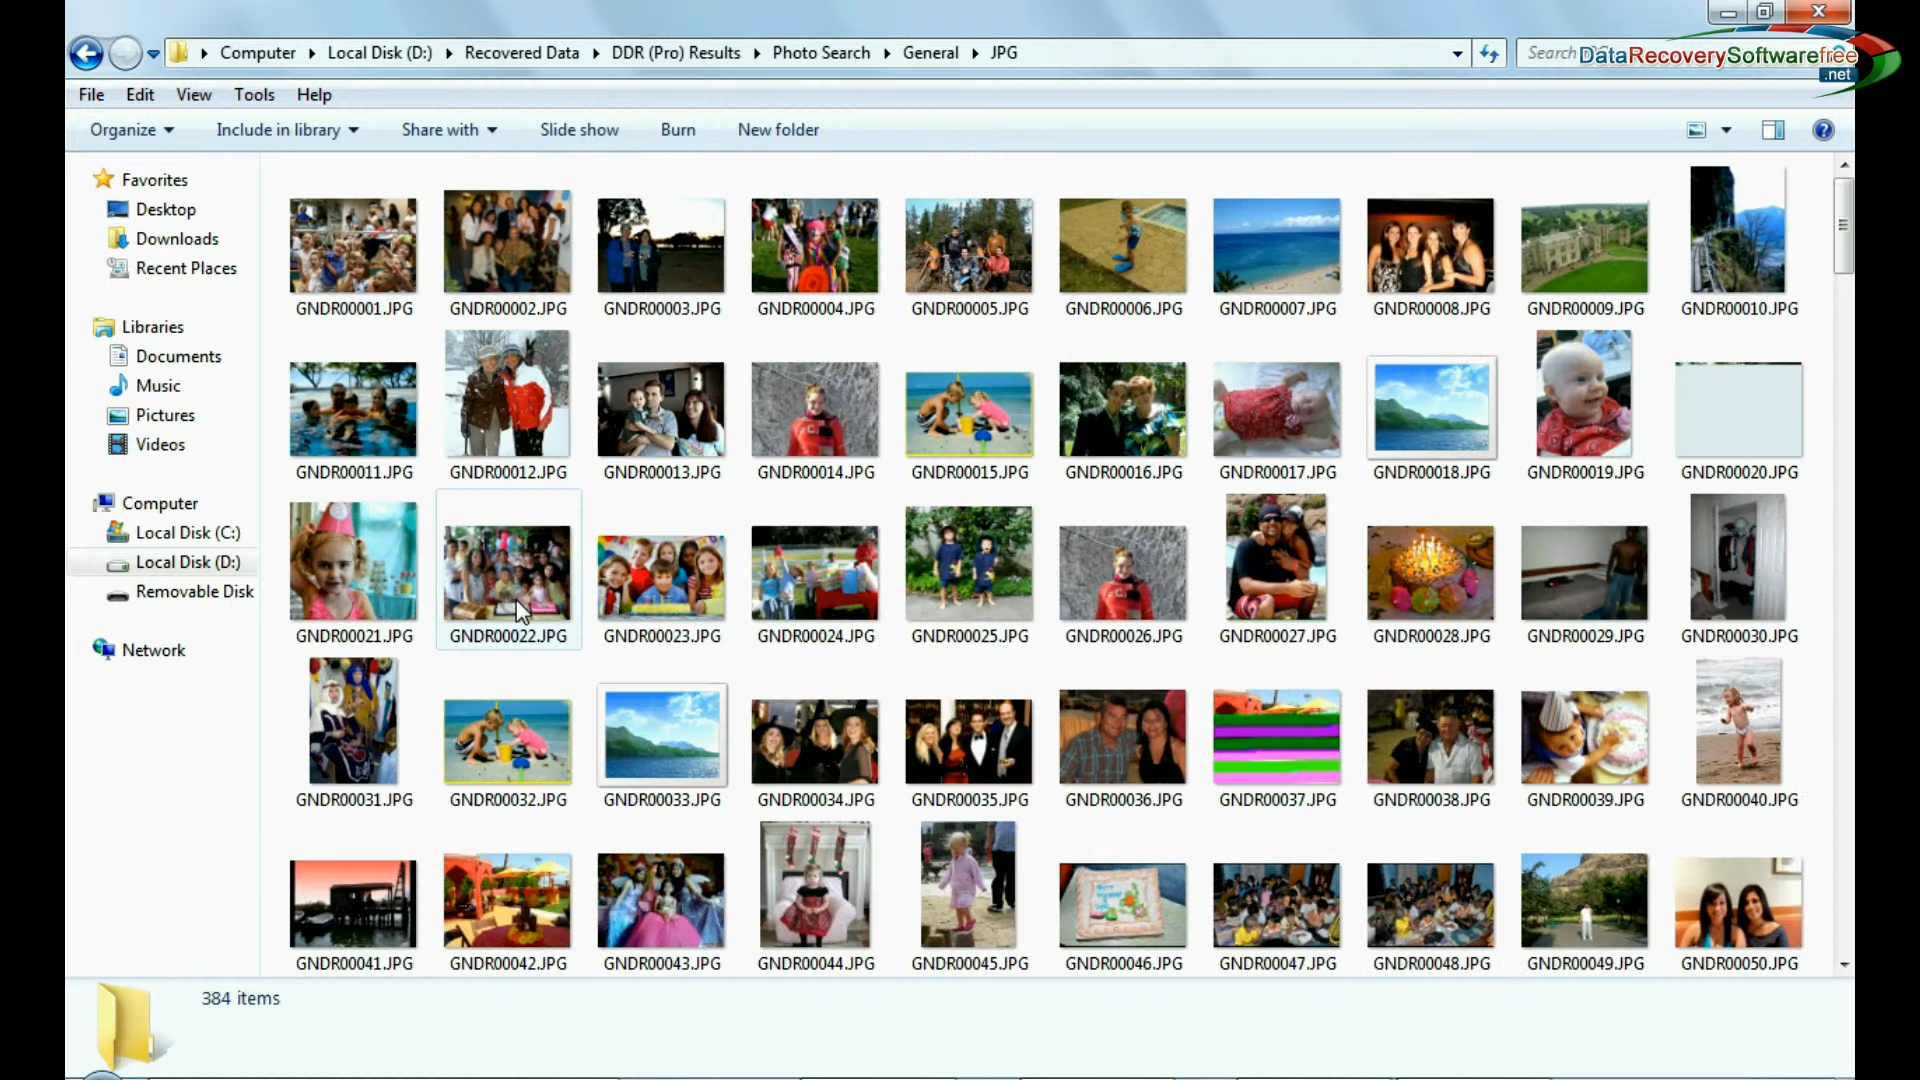 Computer Local Disk (D:) Recovered Data DDR (Pro) Results Photo Search General JPG
Search
DataRecoverySoftwarefree
.net
File Edit View Tools Help
Organize Include in library Share with Slide show Burn New folder
Favorites
Desktop
Downloads
Recent Places
Libraries
Documents
Music
Pictures
Videos
Computer
Local Disk (C:)
Local Disk (D:)
Removable Disk
Network
GNDR00001.JPG GNDR00002.JPG GNDR00003.JPG GNDR00004.JPG GNDR00005.JPG GNDR00006.JPG GNDR00007.JPG GNDR00008.JPG GNDR00009.JPG GNDR00010.JPG
GNDR00011.JPG GNDR00012.JPG GNDR00013.JPG GNDR00014.JPG GNDR00015.JPG GNDR00016.JPG GNDR00017.JPG GNDR00018.JPG GNDR00019.JPG GNDR00020.JPG
GNDR00021.JPG GNDR00022.JPG GNDR00023.JPG GNDR00024.JPG GNDR00025.JPG GNDR00026.JPG GNDR00027.JPG GNDR00028.JPG GNDR00029.JPG GNDR00030.JPG
GNDR00031.JPG GNDR00032.JPG GNDR00033.JPG GNDR00034.JPG GNDR00035.JPG GNDR00036.JPG GNDR00037.JPG GNDR00038.JPG GNDR00039.JPG GNDR00040.JPG
GNDR00041.JPG GNDR00042.JPG GNDR00043.JPG GNDR00044.JPG GNDR00045.JPG GNDR00046.JPG GNDR00047.JPG GNDR00048.JPG GNDR00049.JPG GNDR00050.JPG
384 items